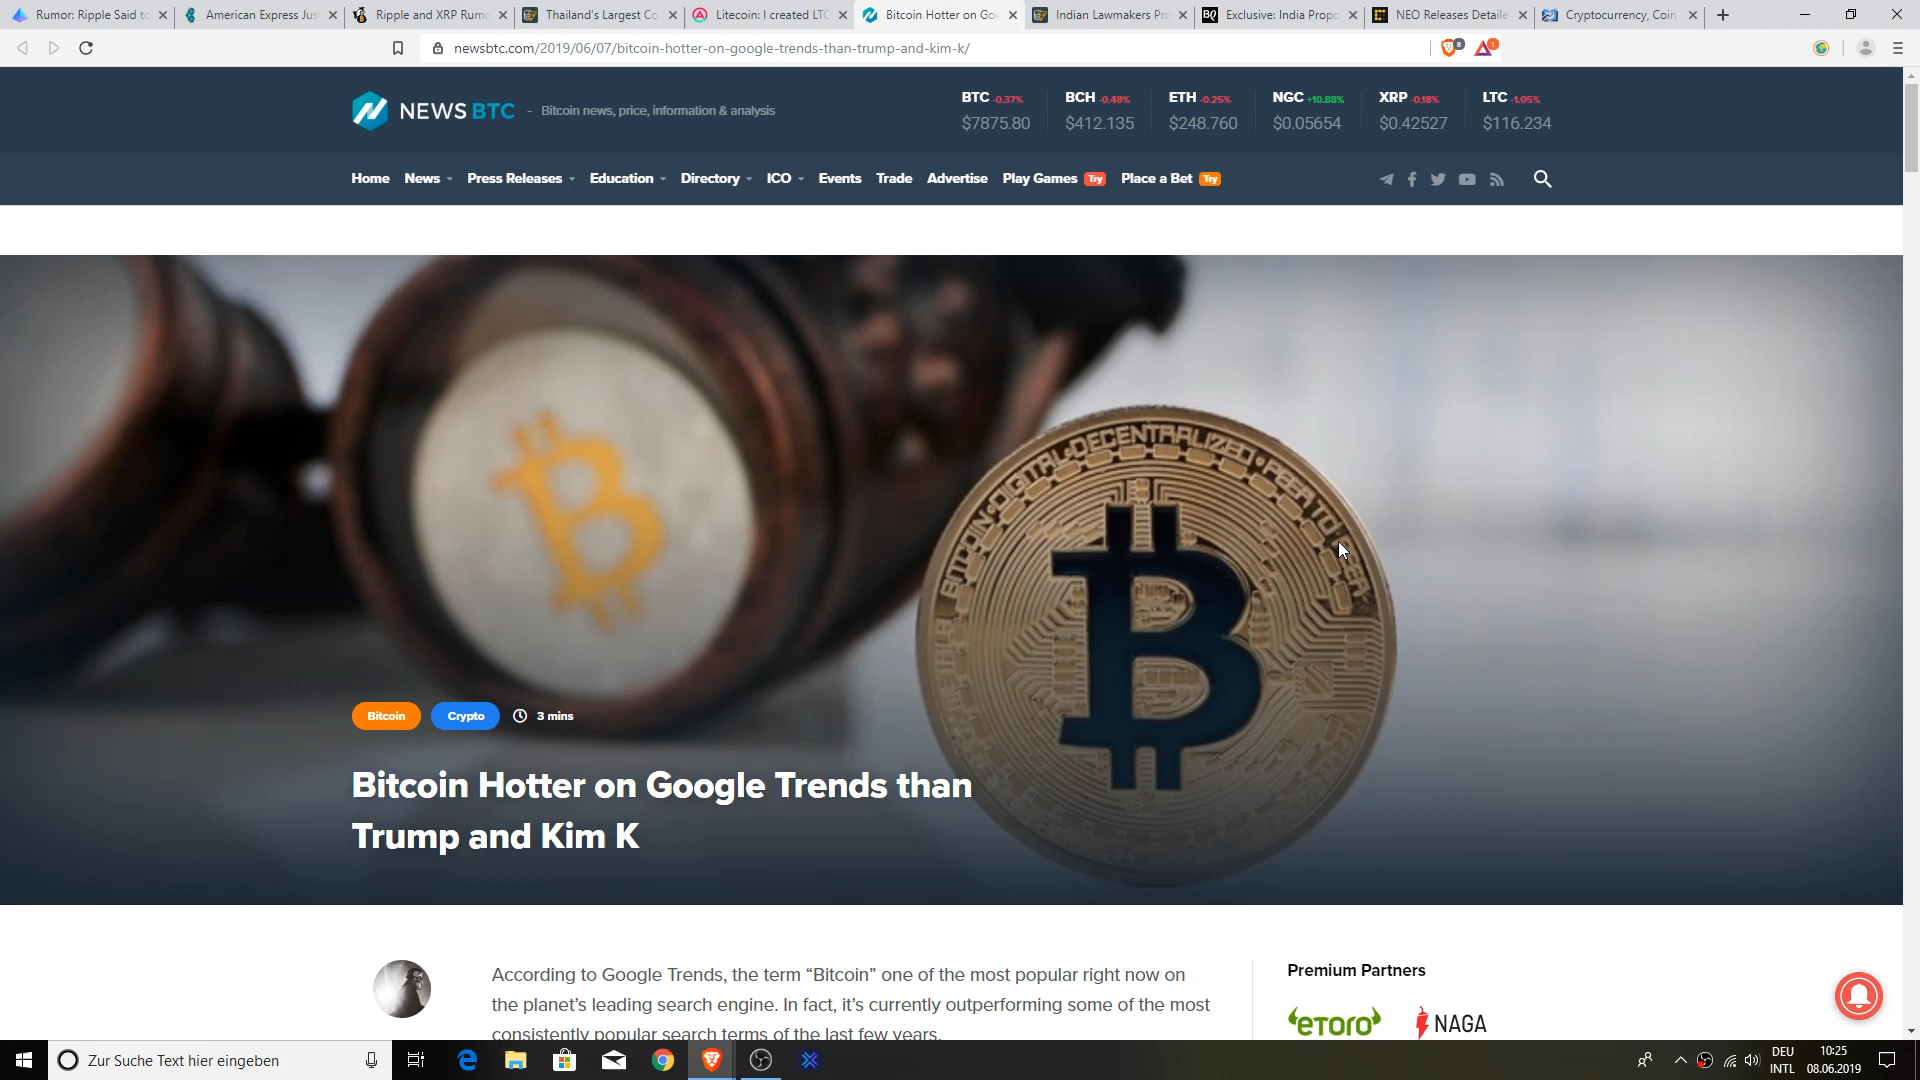 Rumor: Ripple Said to
American Express Jus
Ripple and XRP Rumo
Thailand's Largest Co
Litecoin: I created LTC
Bitcoin Hotter on Goo
Indian Lawmakers Pro
Exclusive: India Propo
NEO Releases Detaile
Cryptocurrency, Coin
newsbtc.com/2019/06/07/bitcoin-hotter-on-google-trends-than-trump-and-kim-k/
8
1
NEWS BTC - Bitcoin news, price, information & analysis
BTC -0.37% BCH -0.48% ETH -0.25% NGC +10.88% XRP -0.18% LTC -1.05%
$7875.80 $412.135 $248.760 $0.05654 $0.42527 $116.234
Home News Press Releases Education Directory ICO Events Trade Advertise Play Games Try Place a Bet Try
BITCOIN•DIGITAL•DECENTRALIZED•PEER TO PEER
Bitcoin Crypto 3 mins
Bitcoin Hotter on Google Trends than
Trump and Kim K
According to Google Trends, the term “Bitcoin” one of the most popular right now on
the planet’s leading search engine. In fact, it’s currently outperforming some of the most
consistently popular search terms of the last few years.
Premium Partners
eTORO NAGA
Zur Suche Text hier eingeben
DEU
INTL
10:25
08.06.2019